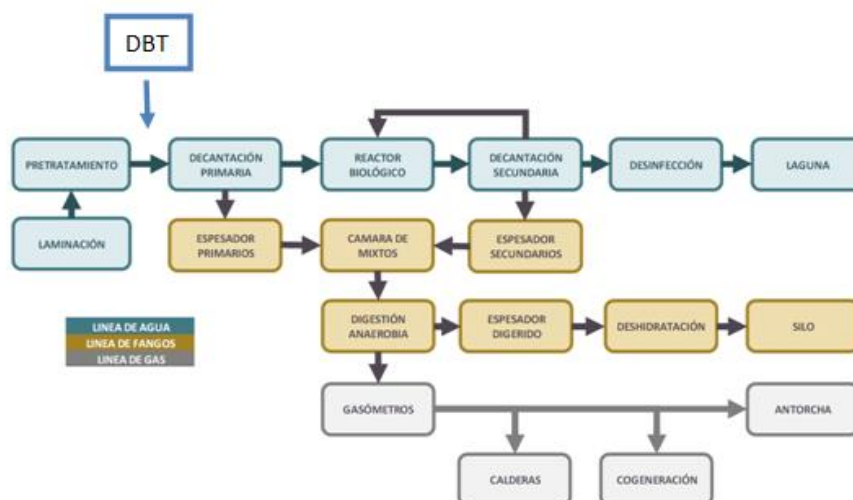 DBT
PRETRATAMIENTO
DECANTACIÓN
PRIMARIA
REACTOR
BIOLÓGICO
DECANTACIÓN
SECUNDARIA
DESINFECCIÓN
LAGUNA
LAMINACIÓN
ESPESADOR
PRIMARIOS
CAMARA DE
MIXTOS
ESPESADOR
SECUNDARIOS
LINEA DE AGUA
LINEA DE FANGOS
LINEA DE GAS
DIGESTIÓN
ANAEROBIA
ESPESADOR
DIGERIDO
DESHIDRATACIÓN
SILO
GASÓMETROS
ANTORCHA
CALDERAS
COGENERACIÓN